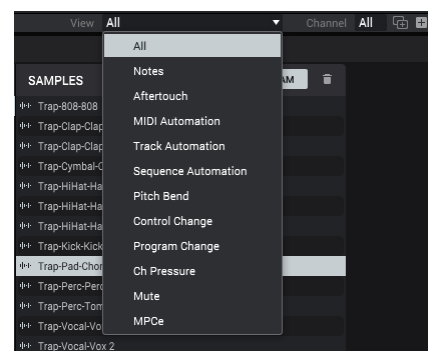 View All Channel All
All
SAMPLES
Notes
AM
Trap-808-808
Aftertouch
Trap-Clap-Clap
MIDI Automation
Trap-Clap-Clap
Track Automation
Trap-Cymbal-C
Sequence Automation
Trap-HiHat-Ha
Pitch Bend
Trap-HiHat-Ha
Control Change
Trap-HiHat-Ha
Program Change
Trap-Kick-Kick
Ch Pressure
Trap-Pad-Chor
Mute
Trap-Perc-Perc
MPCe
Trap-Perc-Tom
Trap-Vocal-Vo
Trap-Vocal-Vox 2